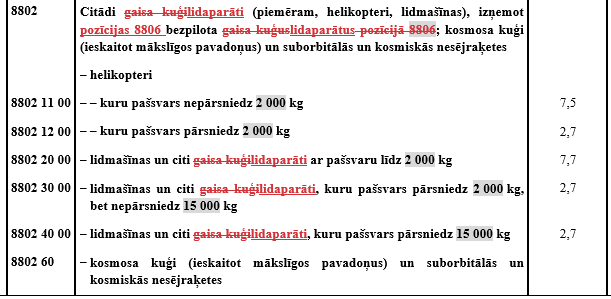 8802 Citādi gaisa kuģilidaparāti (piemēram, helikopteri, lidmašīnas), izņemot
pozīcijas 8806 bezpilota gaisa kuģuslidaparātus pozīcijā 8806; kosmosa kuģi
(ieskaitot mākslīgos pavadoņus) un suborbitālās un kosmiskās nesējraķetes
– helikopteri
8802 11 00 – – kuru pašsvars nepārsniedz 2 000 kg 7,5
8802 12 00 – – kuru pašsvars pārsniedz 2 000 kg 2,7
8802 20 00 – lidmašīnas un citi gaisa kuģilidaparāti ar pašsvaru līdz 2 000 kg 7,7
8802 30 00 – lidmašīnas un citi gaisa kuģilidaparāti, kuru pašsvars pārsniedz 2 000 kg, 2,7
bet nepārsniedz 15 000 kg
8802 40 00 – lidmašīnas un citi gaisa kuģilidaparāti, kuru pašsvars pārsniedz 15 000 kg 2,7
8802 60 – kosmosa kuģi (ieskaitot mākslīgos pavadoņus) un suborbitālās un
kosmiskās nesējraķetes